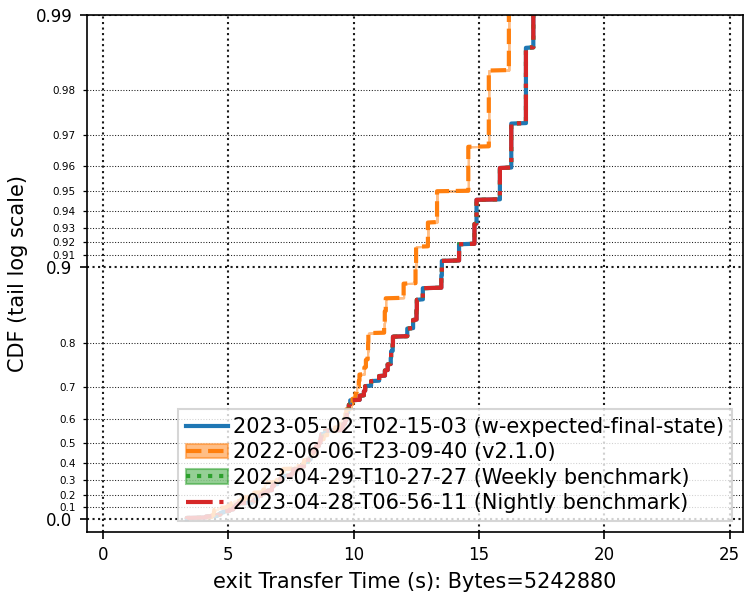 CDF (tail log scale)
0.99
0.98
0.97
0.96
0.95
0.94
0.93
0.92
0.91
0.9
0.8
0.7
0.6
0.5
0.4
0.3
0.2
0.1
0.0
2023-05-02-T02-15-03 (w-expected-final-state)
2022-06-06-T23-09-40 (v2.1.0)
2023-04-29-T10-27-27 (Weekly benchmark)
2023-04-28-T06-56-11 (Nightly benchmark)
0 5 10 15 20 25
exit Transfer Time (s): Bytes=5242880